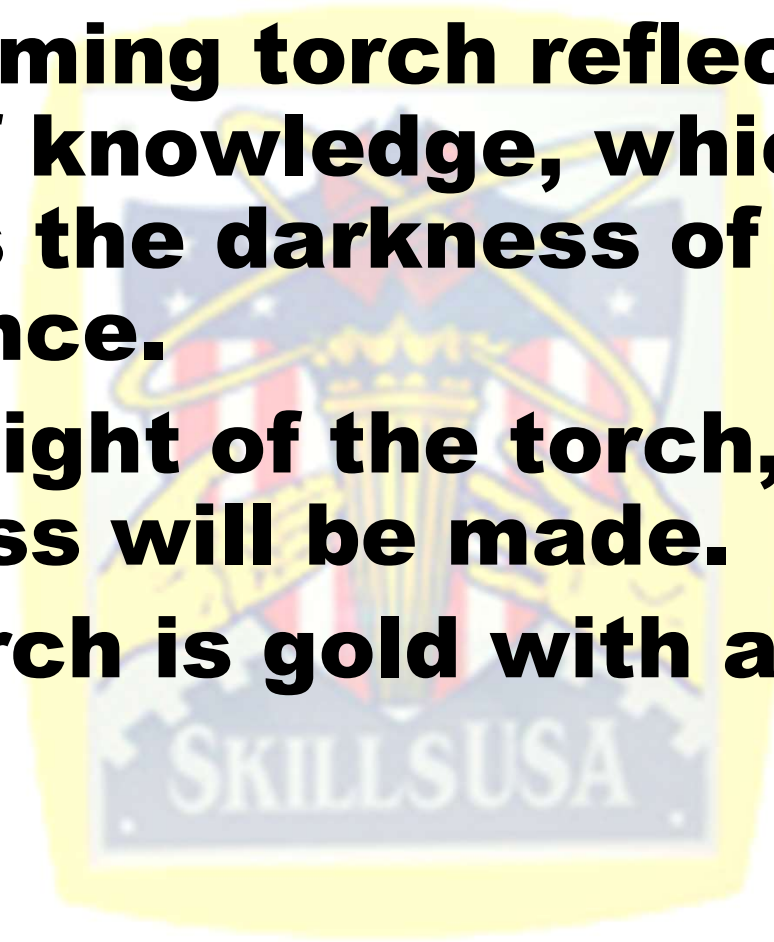 ming torch reflec
f knowledge, whic
s the darkness of
nce.
ight of the torch,
ss will be made.
rch is gold with a
SKILLSUSA